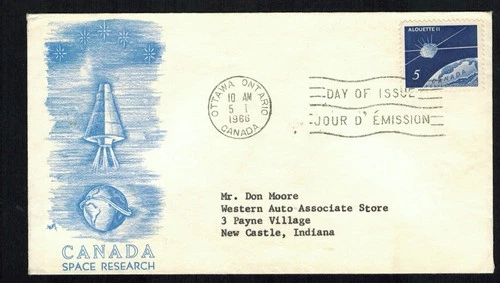 ALOUETTE II
5
CANADA
OTTAWA ONTARIO
10 AM
5 1
1966
CANADA
DAY OF ISSUE
JOUR D'ÉMISSION
Mr. Don Moore
Western Auto Associate Store
3 Payne Village
New Castle, Indiana
CANADA
SPACE RESEARCH